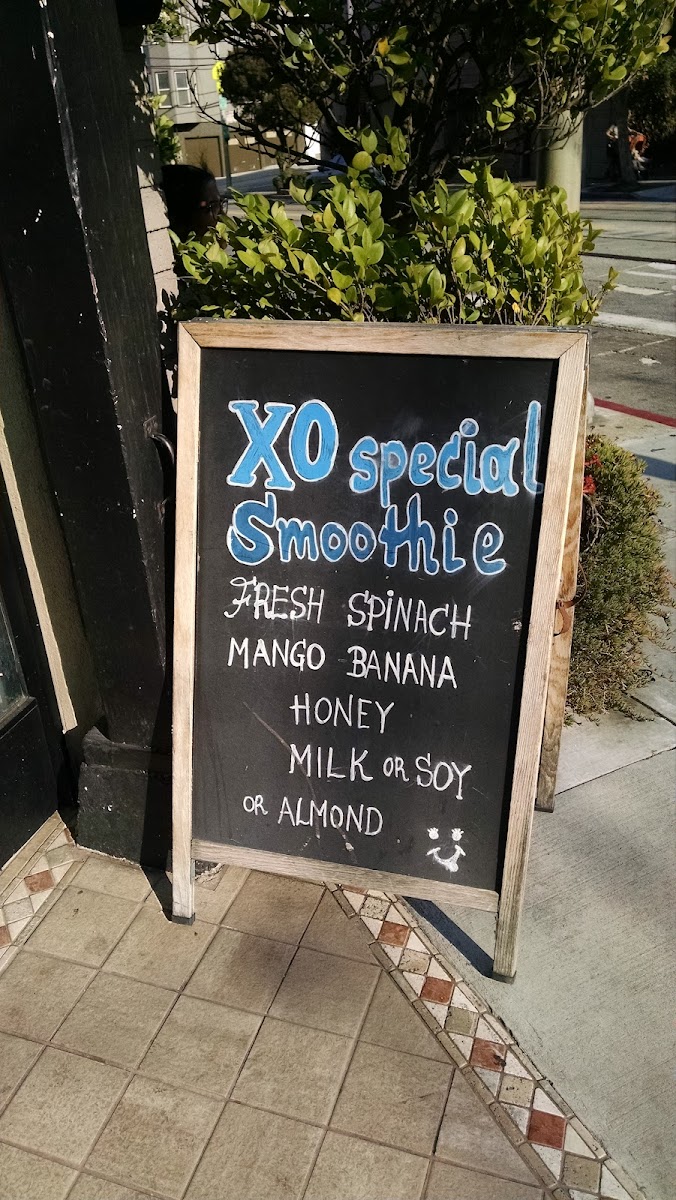 XO special
Smoothie
FRESH SPINACH
MANGO BANANA
HONEY
MILK OR SOY
OR ALMOND